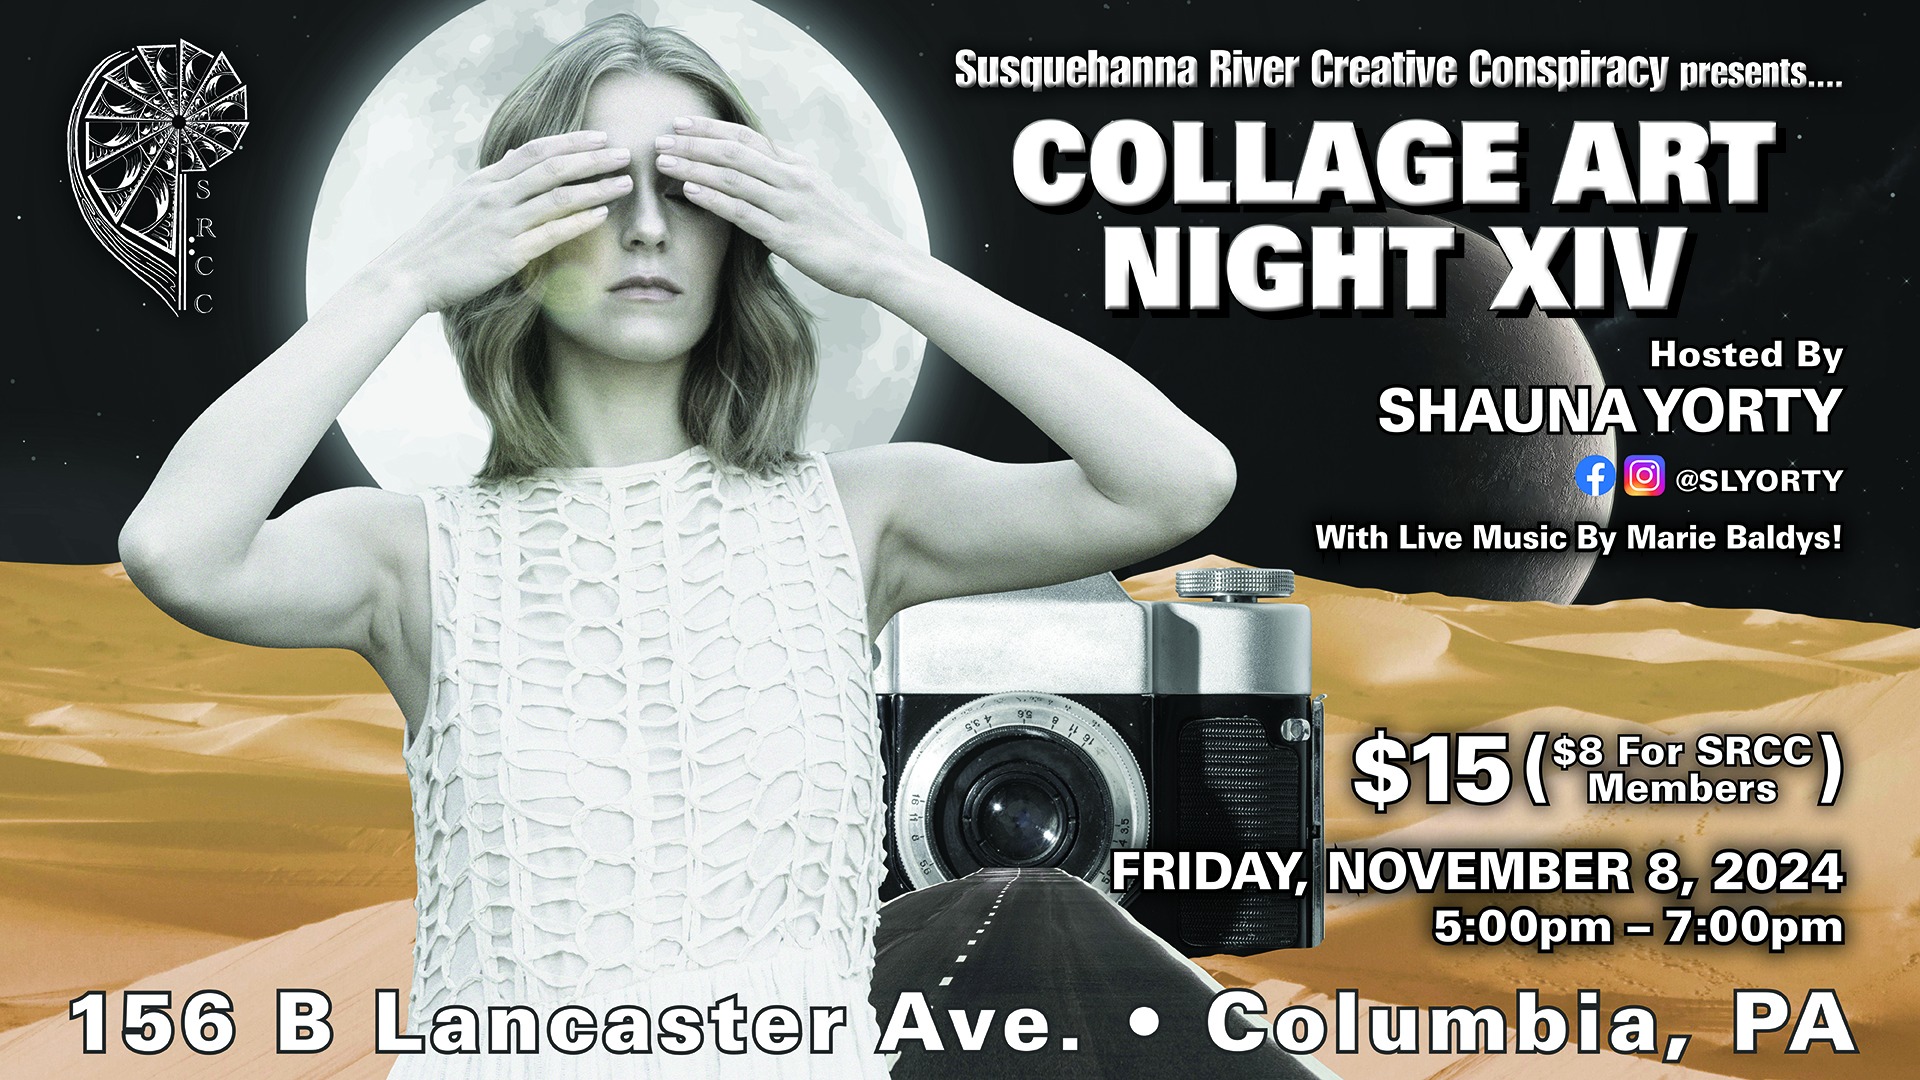 SRCC
Susquehanna River Creative Conspiracy presents....
COLLAGE ART
NIGHT XIV
Hosted By
SHAUNA YORTY
@SLYORTY
With Live Music By Marie Baldys!
$15 ($8 For SRCC
Members)
FRIDAY, NOVEMBER 8, 2024
5:00pm – 7:00pm
156 B Lancaster Ave. • Columbia, PA